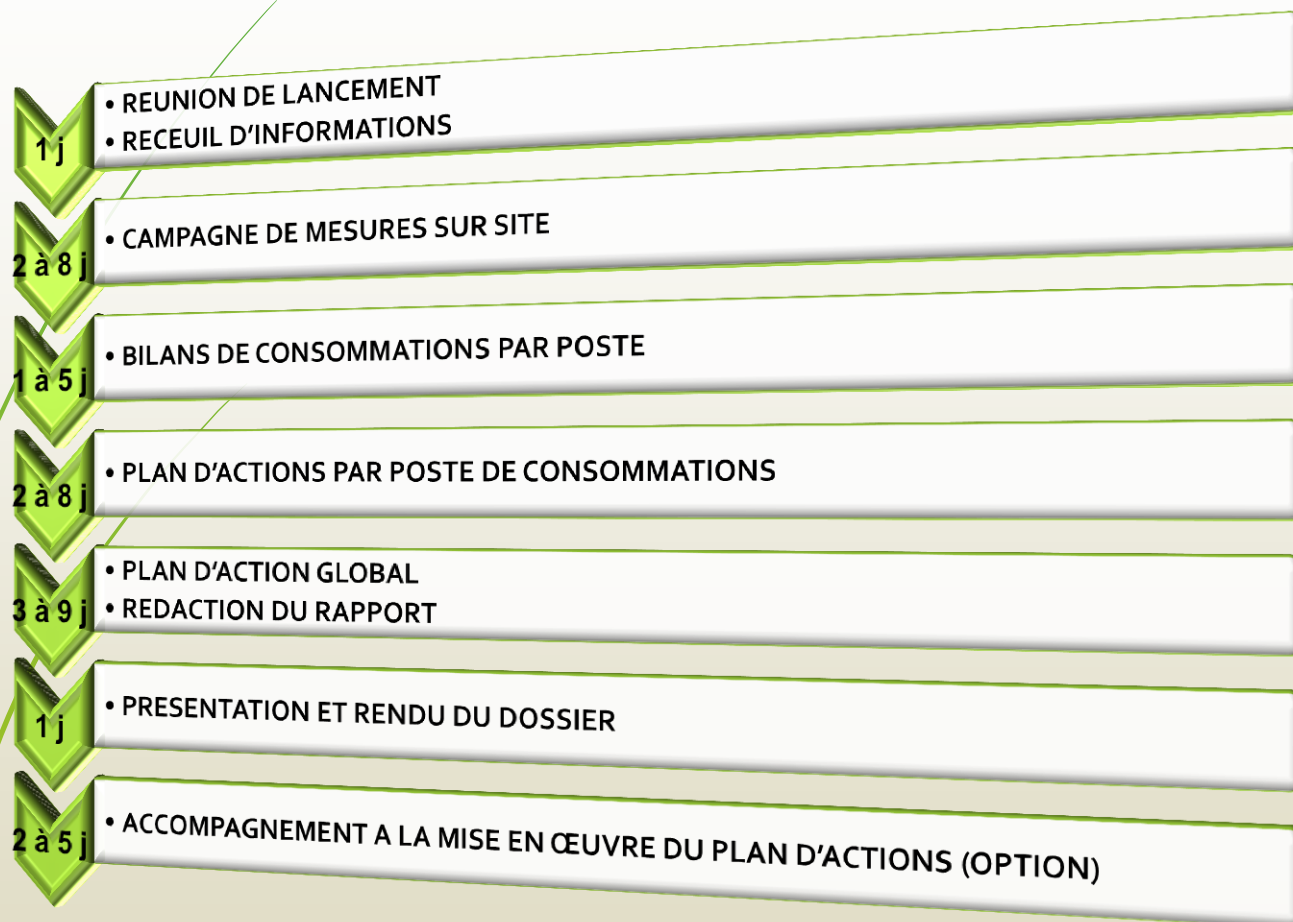 1 j
• REUNION DE LANCEMENT
• RECEUIL D'INFORMATIONS
2 à 8 j
• CAMPAGNE DE MESURES SUR SITE
1 à 5 j
• BILANS DE CONSOMMATIONS PAR POSTE
2 à 8 j
• PLAN D'ACTIONS PAR POSTE DE CONSOMMATIONS
3 à 9 j
• PLAN D'ACTION GLOBAL
• REDACTION DU RAPPORT
1 j
• PRESENTATION ET RENDU DU DOSSIER
2 à 5 j
• ACCOMPAGNEMENT A LA MISE EN ŒUVRE DU PLAN D'ACTIONS (OPTION)